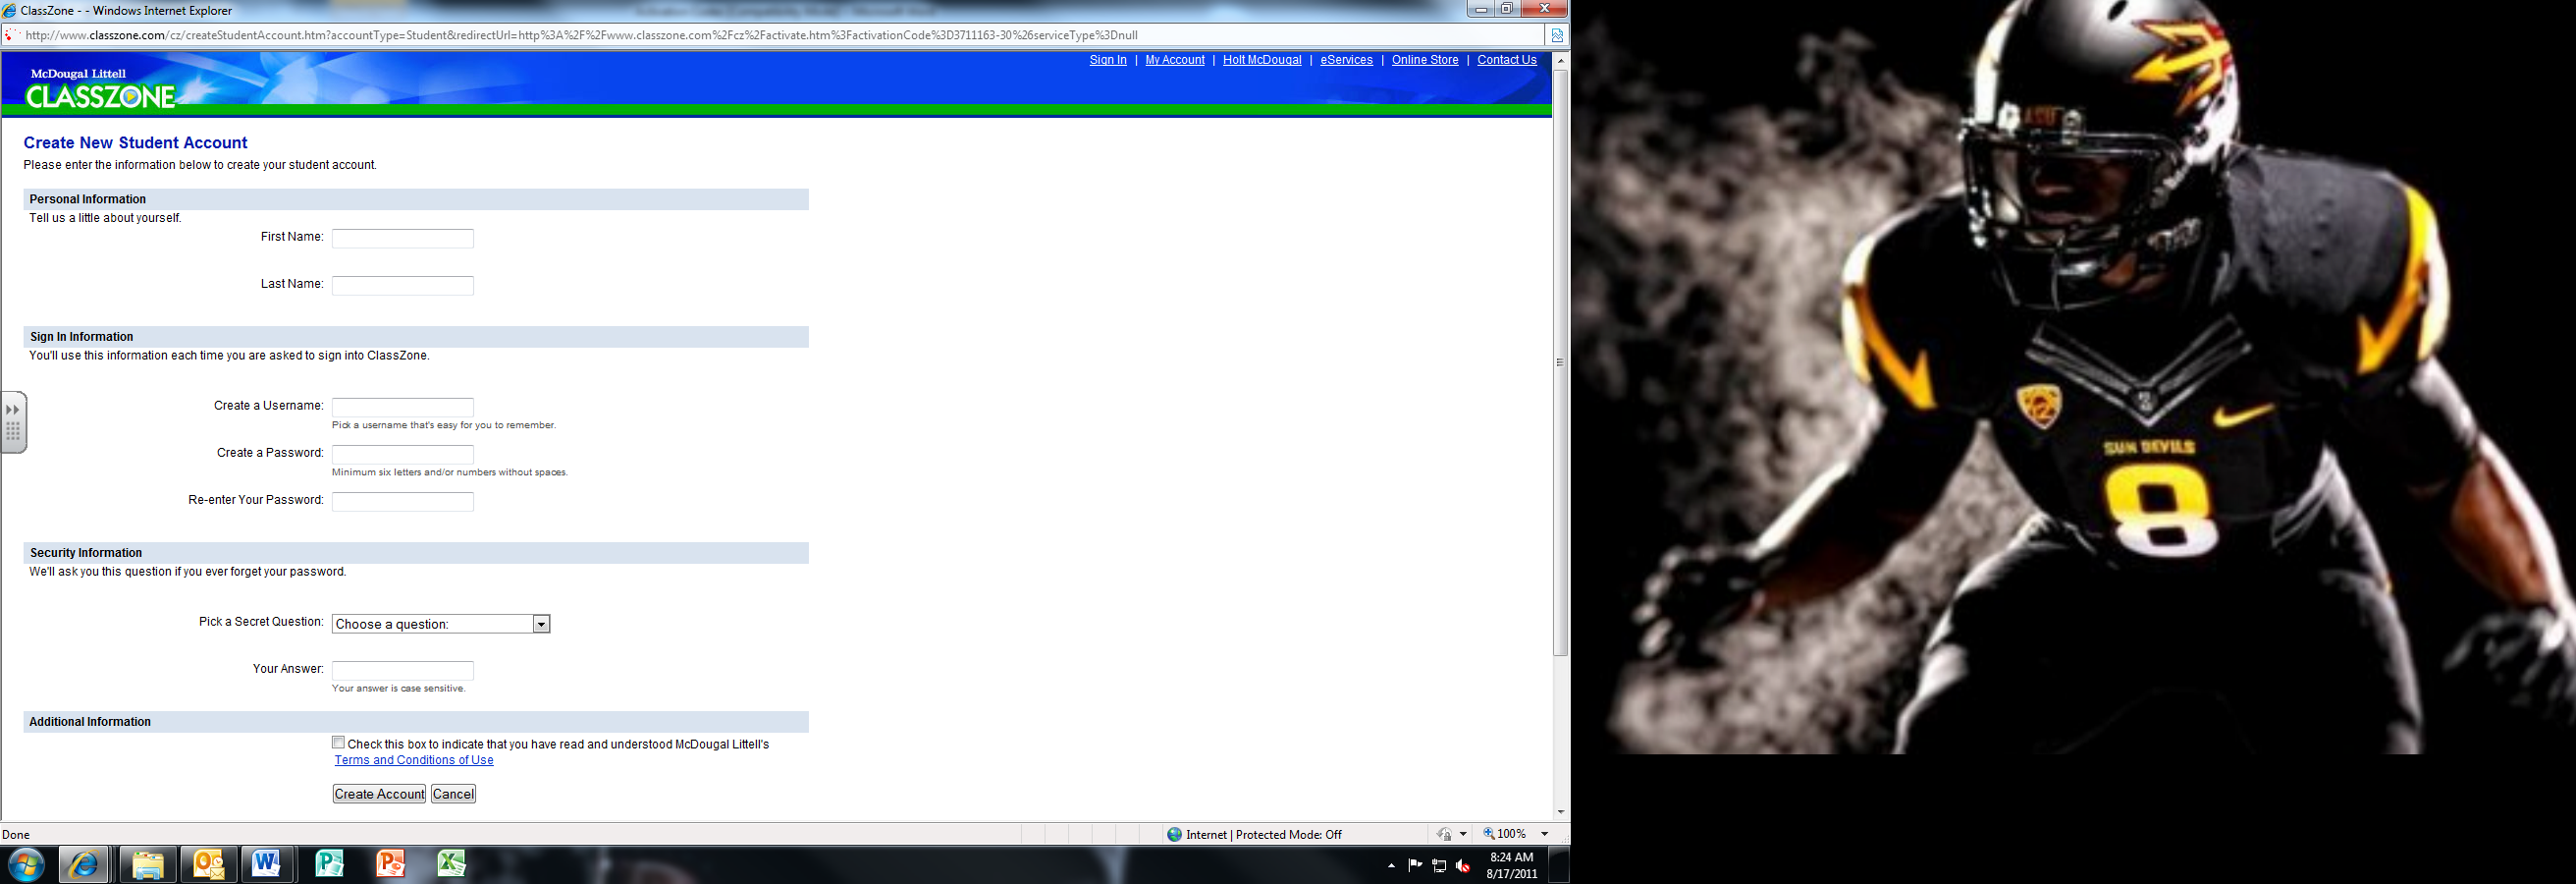 ClassZone - - Windows Internet Explorer
http://www.classzone.com/cz/createStudentAccount.htm?accountType=Student&redirectUrl=http%3A%2F%2Fwww.classzone.com%2Fcz%2Factivate.htm%3FactivationCode%3D3711163-30%26serviceType%3Dnull
Sign In | My Account | Holt McDougal | eServices | Online Store | Contact Us
McDougal Littell
CLASSZONE
Create New Student Account
Please enter the information below to create your student account.
Personal Information
Tell us a little about yourself.
First Name:
Last Name:
Sign In Information
You'll use this information each time you are asked to sign into ClassZone.
Create a Username:
Pick a username that's easy for you to remember.
Create a Password:
Minimum six letters and/or numbers without spaces.
Re-enter Your Password:
Security Information
We'll ask you this question if you ever forget your password.
Pick a Secret Question: Choose a question:
Your Answer:
Your answer is case sensitive.
Additional Information
Check this box to indicate that you have read and understood McDougal Littell's
Terms and Conditions of Use
Create Account Cancel
Done
Internet | Protected Mode: Off
100%
8:24 AM
8/17/2011
ASU
SUN DEVILS
8